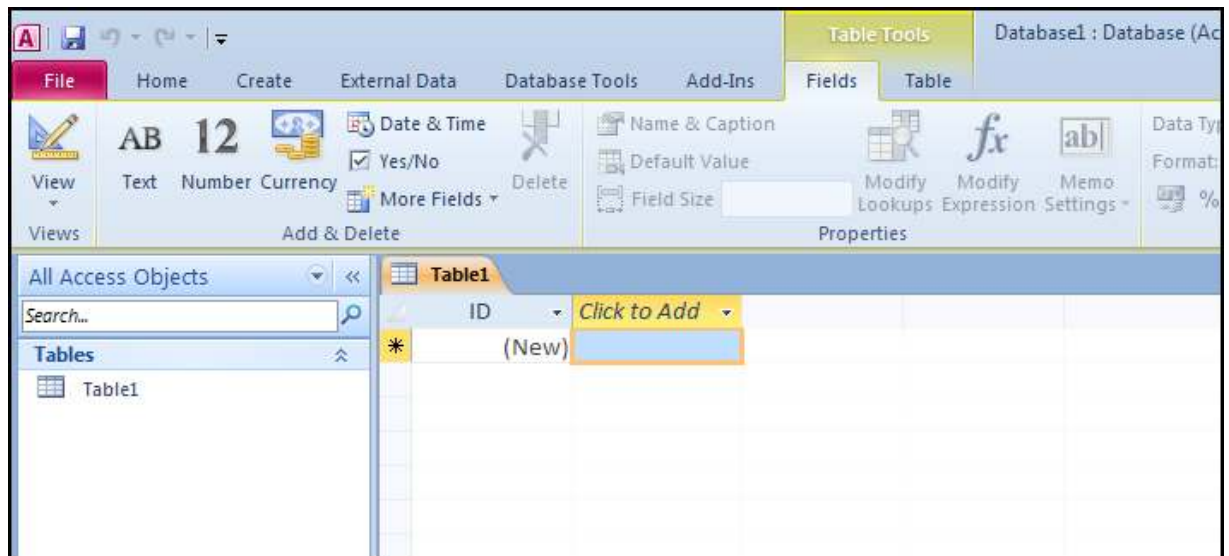 A
Table Tools Database1 : Database (Ac
File Home Create External Data Database Tools Add-Ins Fields Table
AB 12 Date & Time Name & Caption fx ab| Data Typ
Yes/No Default Value Format:
View Text Number Currency More Fields Delete Field Size Modify Lookups Modify Expression Memo Settings %
Views Add & Delete Properties
All Access Objects « Table1
Search... ID Click to Add
Tables * (New)
Table1